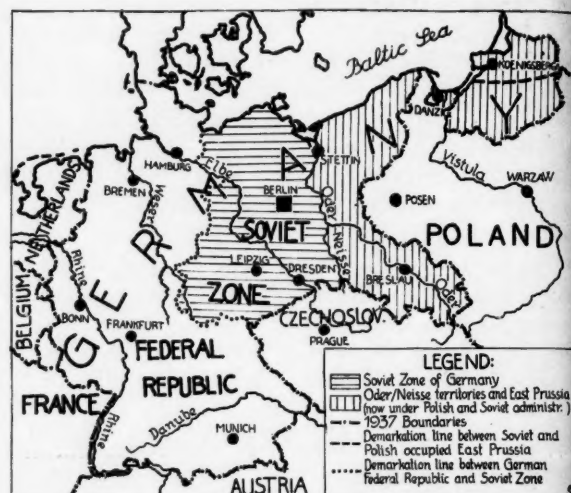 Baltic Sea
KOENIGSBERG
DANZIG
GERMANY
HAMBURG
Elbe
STETTIN
BREMEN
Weser
BERLIN
Vistula
WARZAW
POSEN
NETHERLANDS
SOVIET
Oder
Neisse
POLAND
Rhine
LEIPZIG
DRESDEN
BRESLAU
Oder
BELGIUM
BONN
ZONE
CZECHOSLOV.
FRANKFURT
PRAGUE
FEDERAL
REPUBLIC
FRANCE
Rhine
Danube
MUNICH
AUSTRIA
LEGEND:
Soviet Zone of Germany
Oder/Neisse territories and East Prussia
(now under Polish and Soviet administr.)
1937 Boundaries
Demarkation line between Soviet and
Polish occupied East Prussia
Demarkation line between German
Federal Republic and Soviet Zone